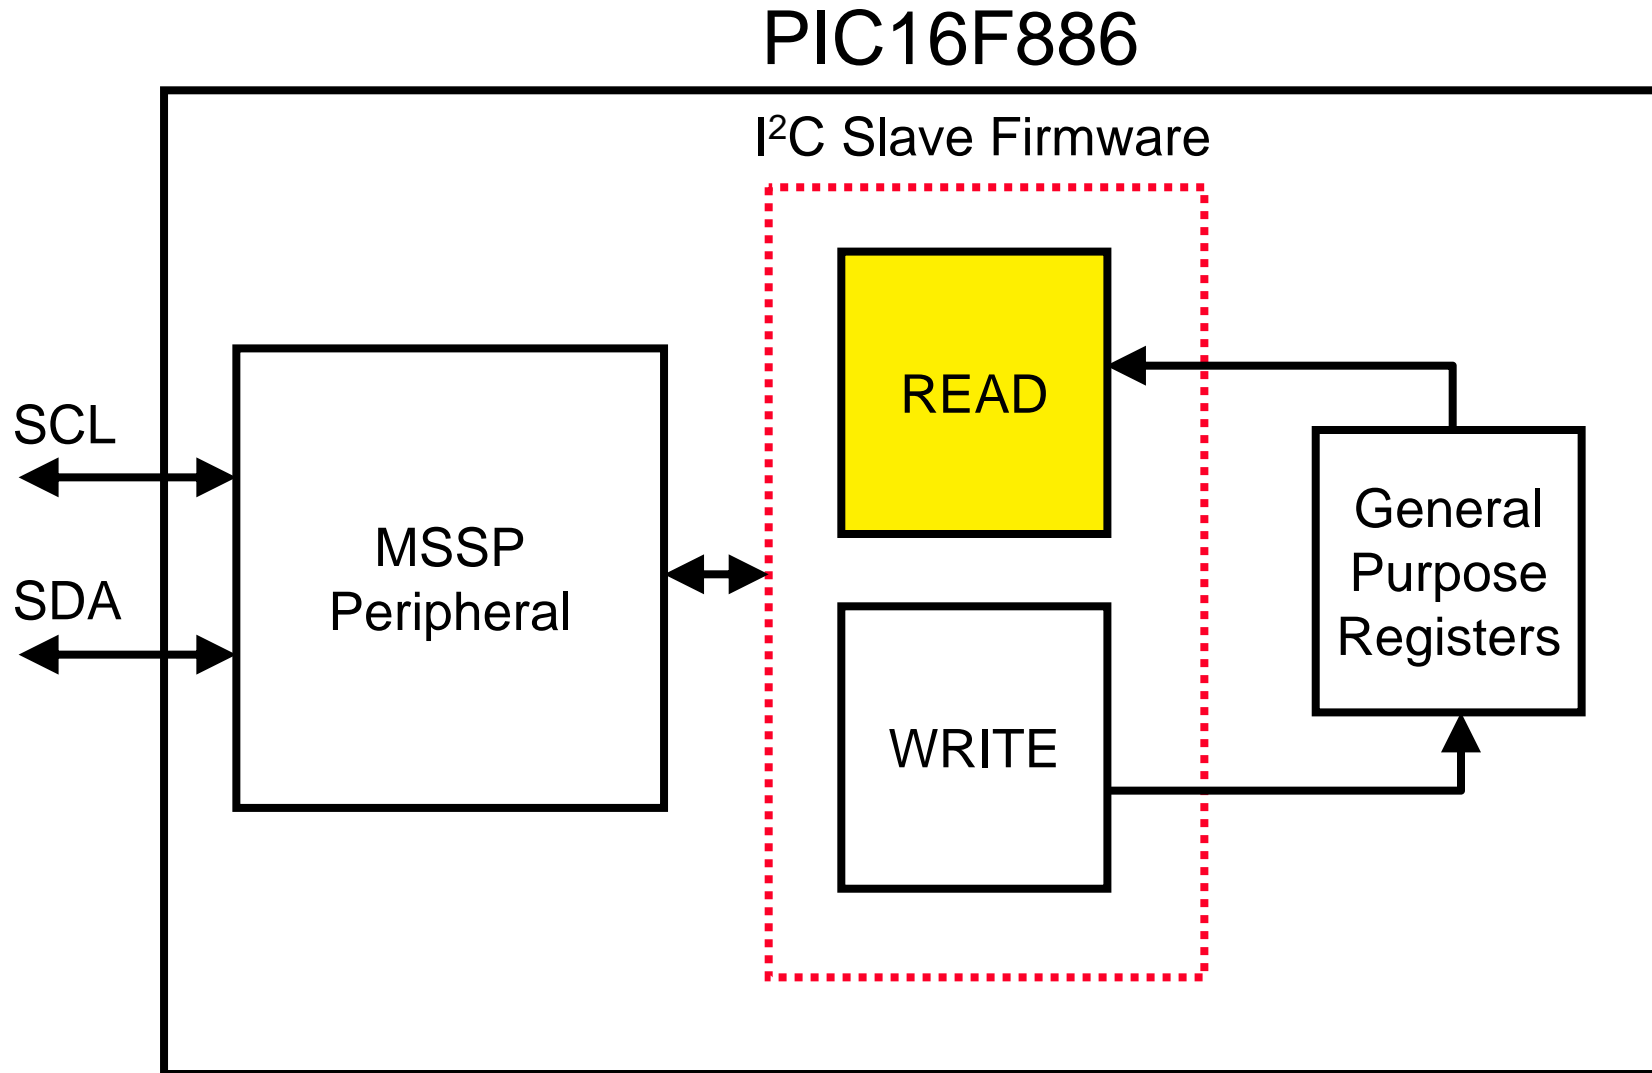 PIC16F886
I²C Slave Firmware
READ
SCL
General
Purpose
Registers
MSSP
Peripheral
SDA
WRITE